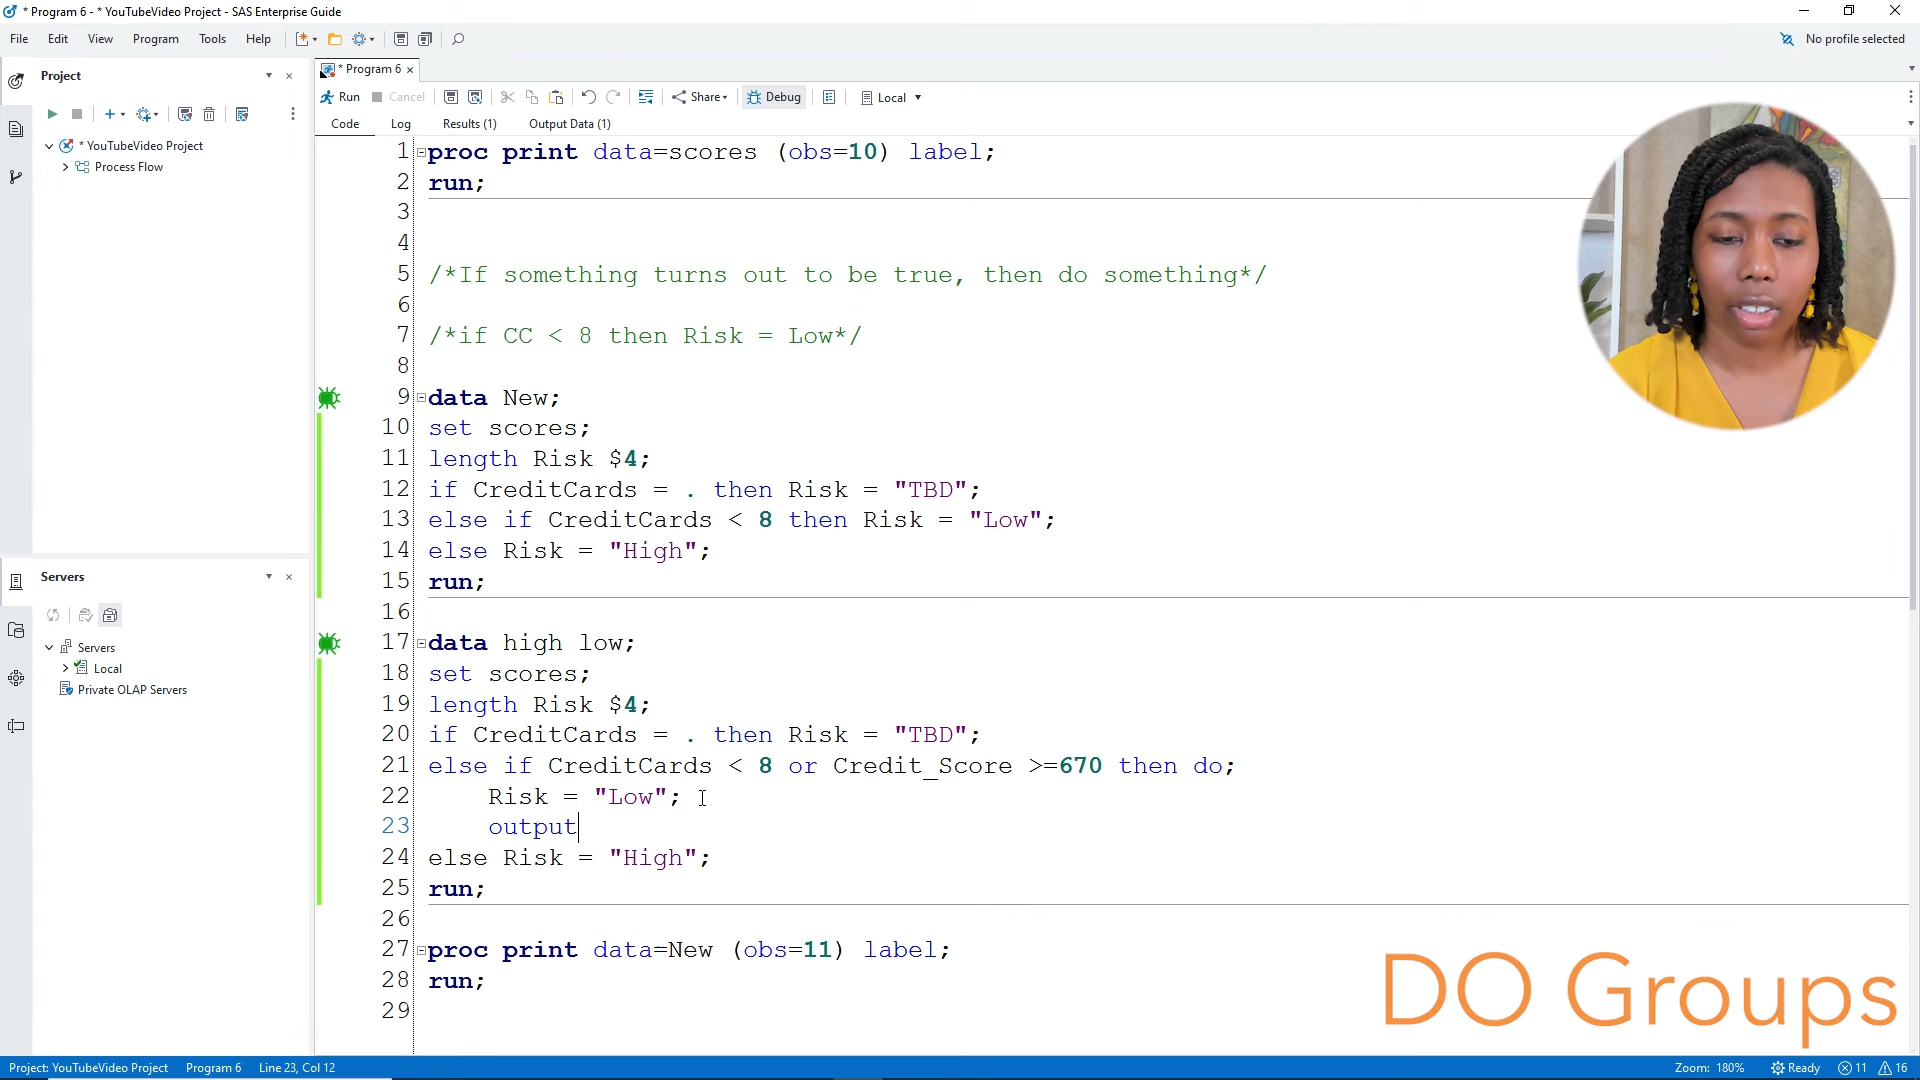 * Program 6 - * YouTubeVideo Project - SAS Enterprise Guide
File Edit View Program Tools Help
No profile selected
Project
* YouTubeVideo Project
Process Flow
Servers
Servers
Local
Private OLAP Servers
* Program 6
Run Cancel Share Debug Local
Code Log Results (1) Output Data (1)
1 proc print data=scores (obs=10) label;
2 run;
3
4
5 /*If something turns out to be true, then do something*/
6
7 /*if CC < 8 then Risk = Low*/
8
9 data New;
10 set scores;
11 length Risk $4;
12 if CreditCards = . then Risk = "TBD";
13 else if CreditCards < 8 then Risk = "Low";
14 else Risk = "High";
15 run;
16
17 data high low;
18 set scores;
19 length Risk $4;
20 if CreditCards = . then Risk = "TBD";
21 else if CreditCards < 8 or Credit_Score >=670 then do;
22 Risk = "Low";
23 output
24 else Risk = "High";
25 run;
26
27 proc print data=New (obs=11) label;
28 run;
29
DO Groups
Project: YouTubeVideo Project Program 6 Line 23, Col 12 Zoom: 180% Ready 11 16